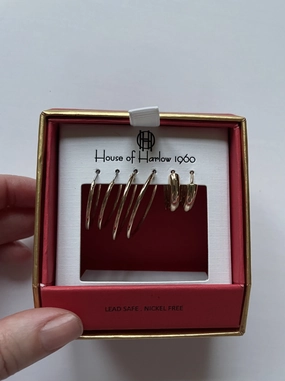 House of Harlow 1960
LEAD SAFE . NICKEL FREE